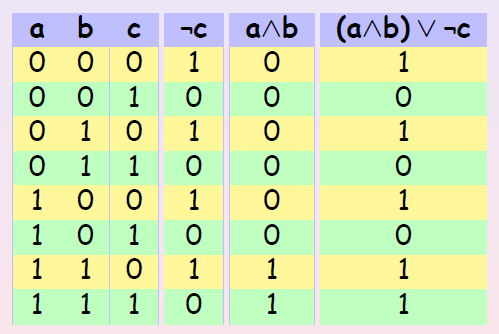 a b c ¬c a∧b (a∧b) ∨ ¬c
0 0 0 1 0 1
0 0 1 0 0 0
0 1 0 1 0 1
0 1 1 0 0 0
1 0 0 1 0 1
1 0 1 0 0 0
1 1 0 1 1 1
1 1 1 0 1 1